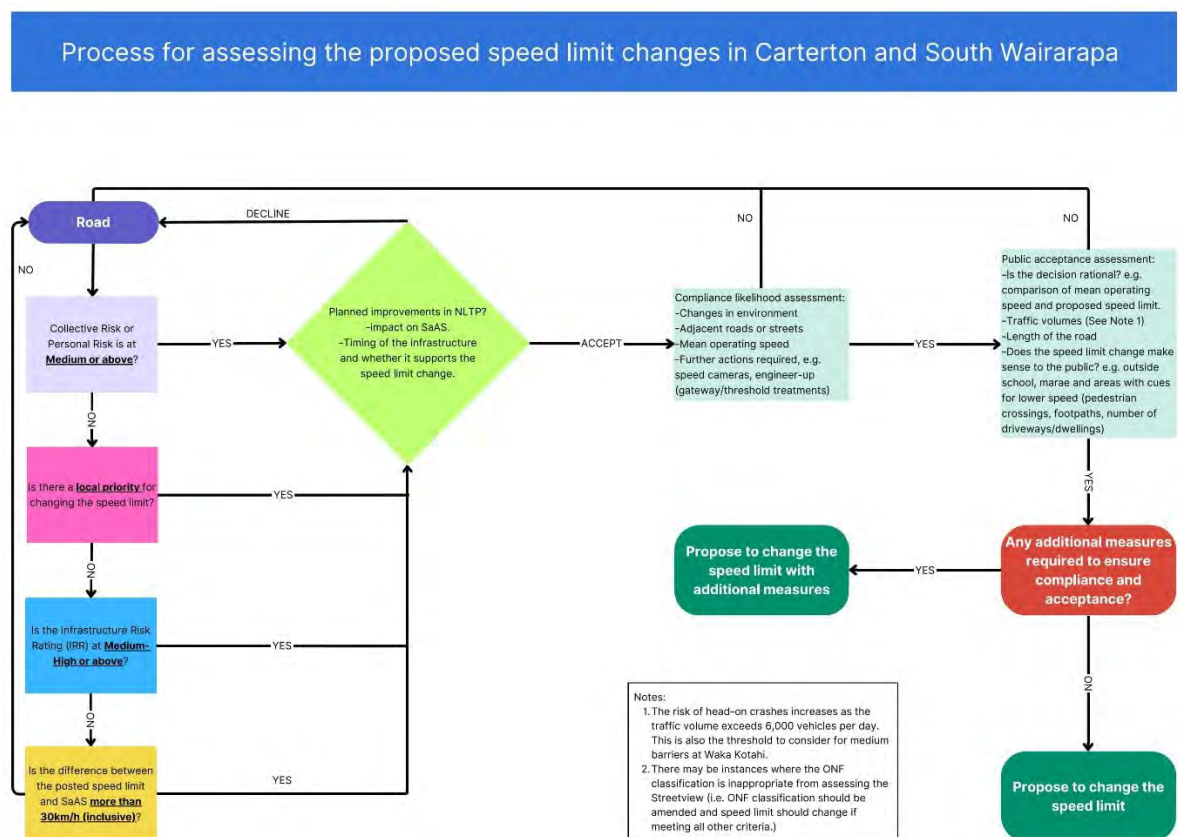 Process for assessing the proposed speed limit changes in Carterton and South Wairarapa
Road
DECLINE
NO
NO
NO
Collective Risk or
Personal Risk is at
Medium or above?
YES
Planned improvements in NLTP?
-impact on SaAS.
-Timing of the infrastructure
and whether it supports the
speed limit change.
ACCEPT
Compliance likelihood assessment:
-Changes in environment
-Adjacent roads or streets
-Mean operating speed
-Further actions required, e.g.
speed cameras, engineer-up
(gateway/threshold treatments)
YES
Public acceptance assessment:
-Is the decision rational? e.g.
comparison of mean operating
speed and proposed speed limit.
-Traffic volumes (See Note 1)
-Length of the road
-Does the speed limit change make
sense to the public? e.g. outside
school, marae and areas with cues
for lower speed (pedestrian
crossings, footpaths, number of
driveways/dwellings)
NO
Is there a local priority for
changing the speed limit?
YES
YES
NO
Is the Infrastructure Risk
Rating (IRR) at Medium-
High or above?
YES
NO
Is the difference between
the posted speed limit
and SaAS more than
30km/h (inclusive)?
YES
Any additional measures
required to ensure
compliance and
acceptance?
YES
Propose to change the
speed limit with
additional measures
NO
Propose to change the
speed limit
Notes:
1. The risk of head-on crashes increases as the
traffic volume exceeds 6,000 vehicles per day.
This is also the threshold to consider for medium
barriers at Waka Kotahi.
2. There may be instances where the ONF
classification is inappropriate from assessing the
Streetview (i.e. ONF classification should be
amended and speed limit should change if
meeting all other criteria.)